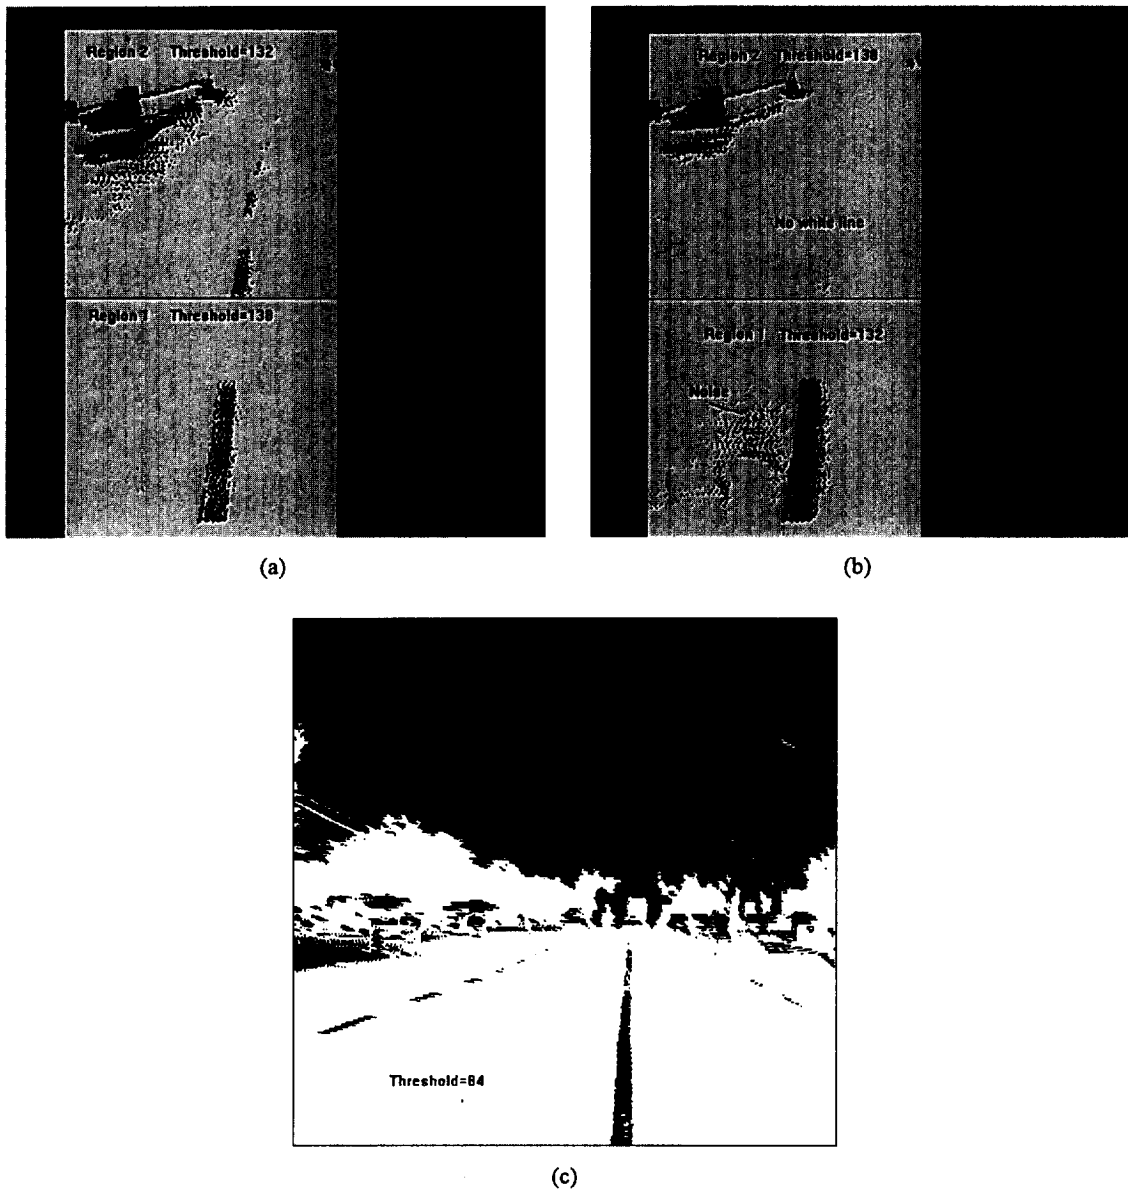 Region 2 Threshold=132
Region 2 Threshold=138
No white line
Region 1 Threshold=138
Region 1 Threshold=132
Noise
(a)
(b)
Threshold=84
(c)